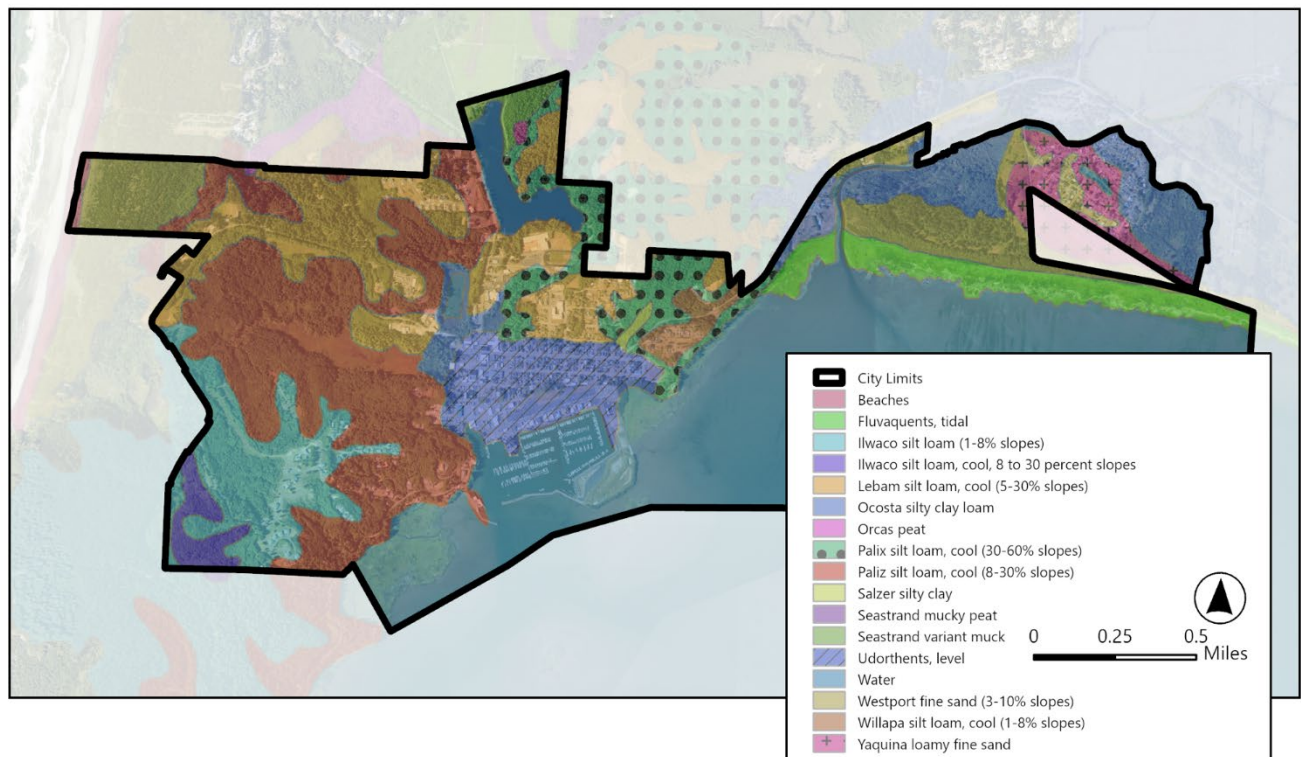 City Limits
Beaches
Fluvaquents, tidal
Ilwaco silt loam (1-8% slopes)
Ilwaco silt loam, cool, 8 to 30 percent slopes
Lebam silt loam, cool (5-30% slopes)
Ocosta silty clay loam
Orcas peat
Palix silt loam, cool (30-60% slopes)
Paliz silt loam, cool (8-30% slopes)
Salzer silty clay
Seastrand mucky peat
Seastrand variant muck
Udorthents, level
Water
Westport fine sand (3-10% slopes)
Willapa silt loam, cool (1-8% slopes)
Yaquina loamy fine sand
0 0.25 0.5
Miles